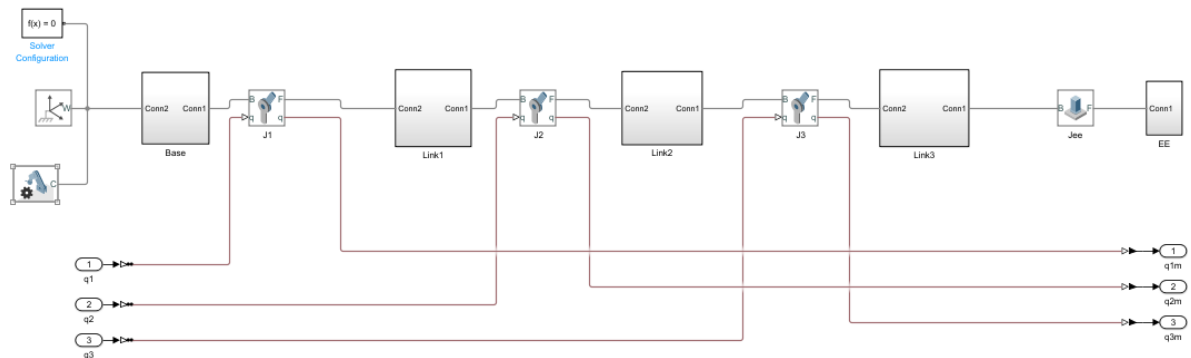 f(x) = 0
Solver
Configuration
W
C
Conn2 Conn1
Base
B F
q q
J1
Conn2 Conn1
Link1
B F
q q
J2
Conn2 Conn1
Link2
B F
q q
J3
Conn2 Conn1
Link3
B F
Jee
Conn1
EE
1
q1
2
q2
3
q3
1
q1m
2
q2m
3
q3m